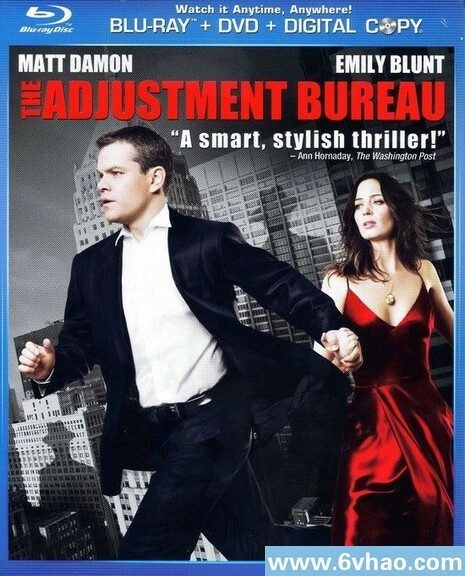 Watch it Anytime, Anywhere!
Blu-ray Disc
BLU-RAY + DVD + DIGITAL COPY
MATT DAMON EMILY BLUNT
THE ADJUSTMENT BUREAU
“A smart, stylish thriller!”
– Ann Hornaday, The Washington Post
www.6vhao.com